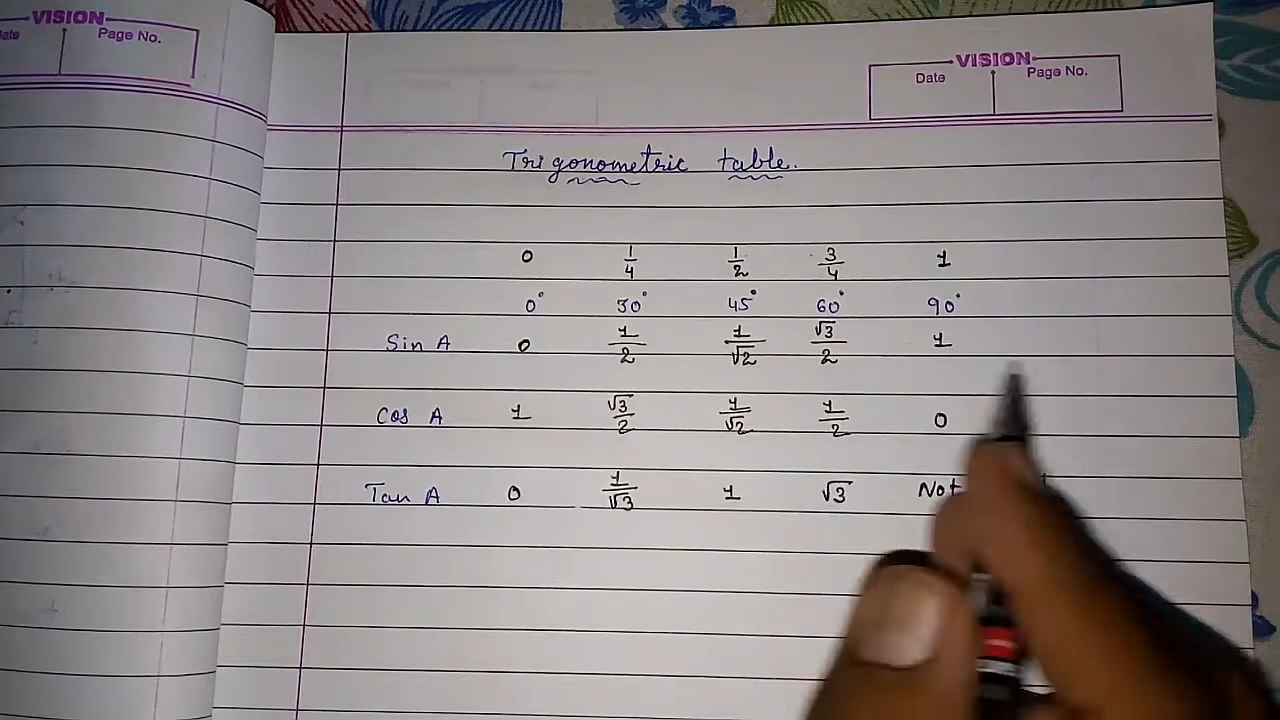 VISION
Date Page No.
VISION
Date Page No.
Trigonometric table.
0 1/4 1/2 3/4 1
0° 30° 45° 60° 90°
Sin A 0 1/2 1/√2 √3/2 1
Cos A 1 √3/2 1/√2 1/2 0
Tan A 0 1/√3 1 √3 Not